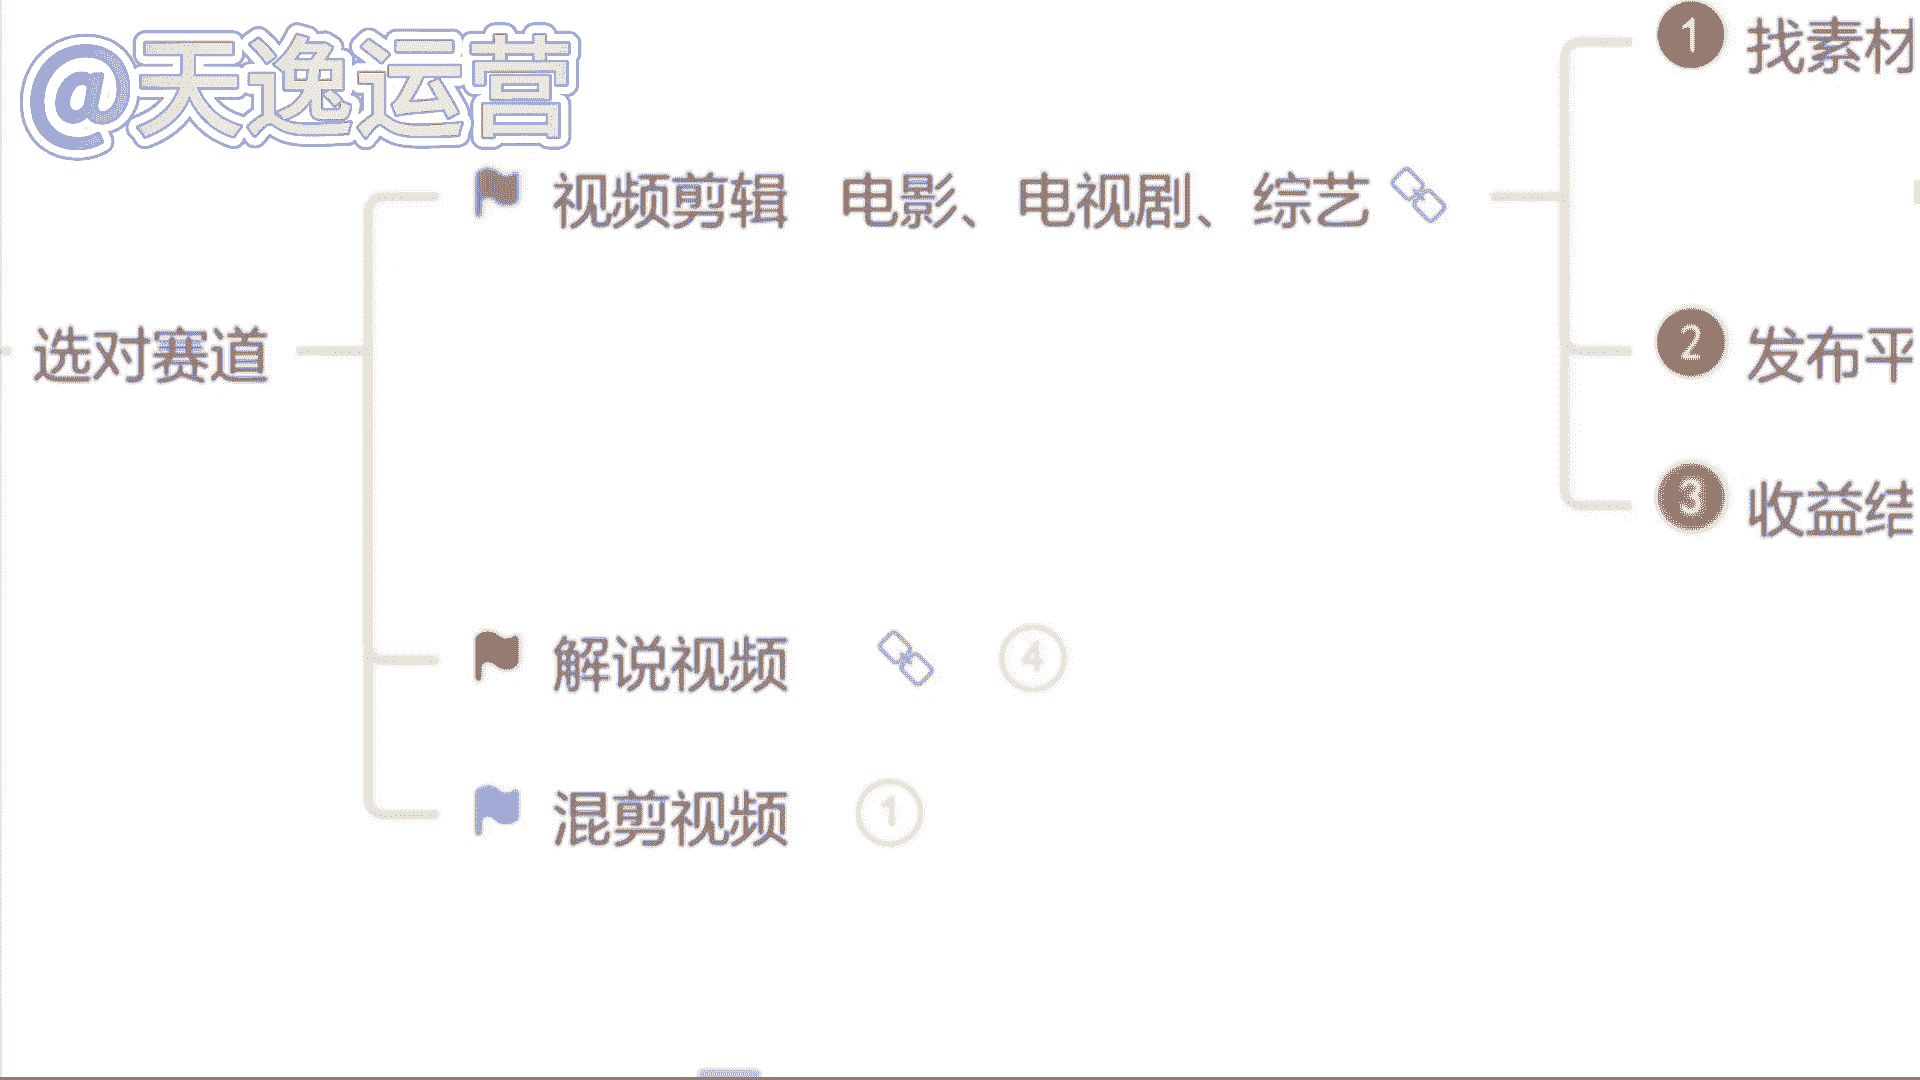 @天逸运营
选对赛道
视频剪辑 电影、电视剧、综艺
1 找素材
2 发布平
3 收益结
解说视频 4
混剪视频 1